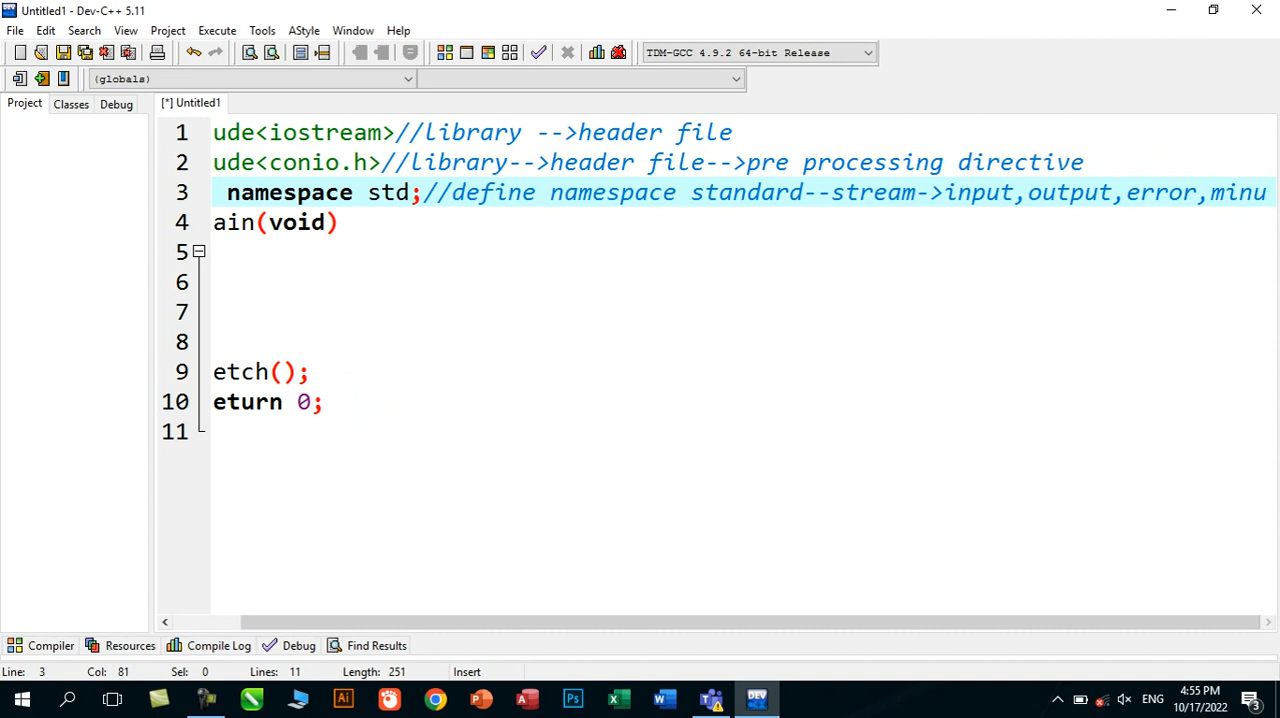 Untitled1 - Dev-C++ 5.11
File Edit Search View Project Execute Tools AStyle Window Help
TDM-GCC 4.9.2 64-bit Release
(globals)
Project Classes Debug [*] Untitled1
1 ude<iostream>//library -->header file
2 ude<conio.h>//library-->header file-->pre processing directive
3 namespace std;//define namespace standard--stream->input,output,error,minu
4 ain(void)
5
6
7
8
9 etch();
10 eturn 0;
11
Compiler Resources Compile Log Debug Find Results
Line: 3 Col: 81 Sel: 0 Lines: 11 Length: 251 Insert
Ai Ps DEV ENG 4:55 PM
10/17/2022 3